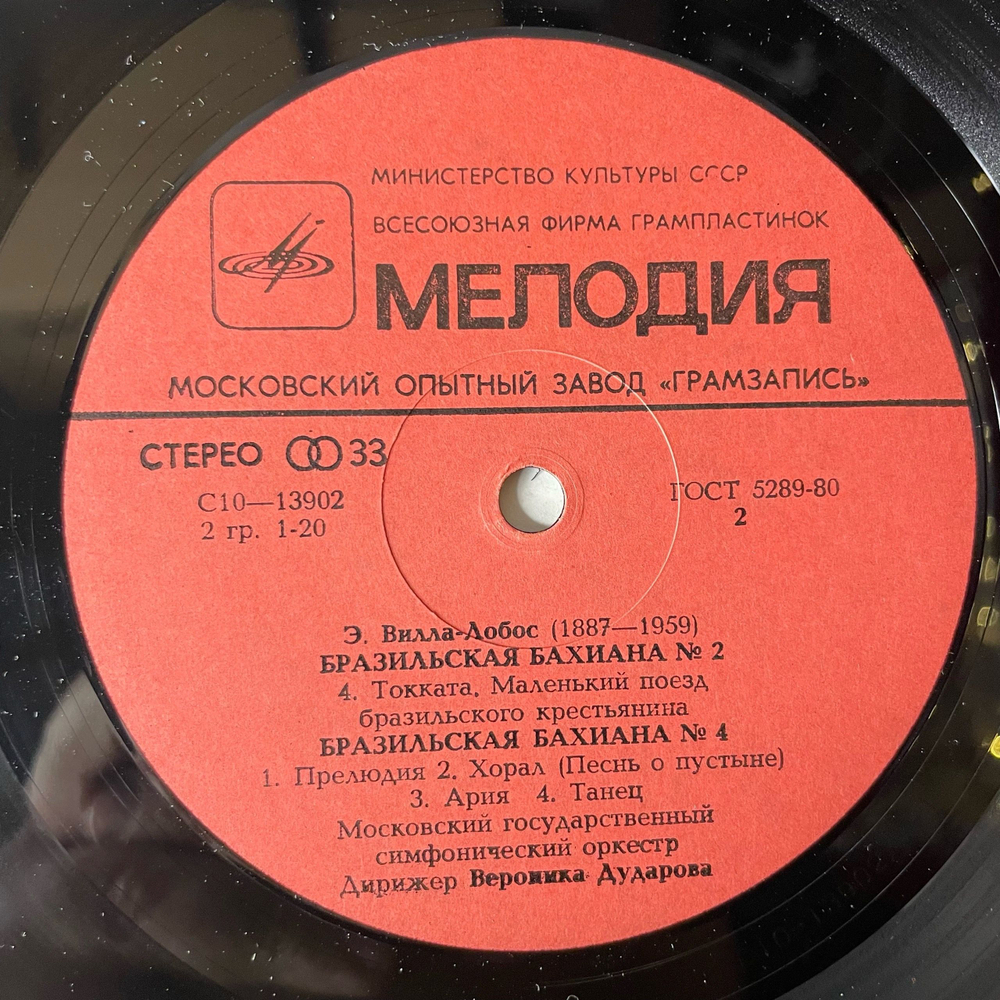 МИНИСТЕРСТВО КУЛЬТУРЫ СССР
ВСЕСОЮЗНАЯ ФИРМА ГРАМПЛАСТИНОК
МЕЛОДИЯ
МОСКОВСКИЙ ОПЫТНЫЙ ЗАВОД «ГРАМЗАПИСЬ»
СТЕРЕО 33
С10—13902
2 гр. 1-20
ГОСТ 5289-80
2
Э. Вилла-Лобос (1887—1959)
БРАЗИЛЬСКАЯ БАХИАНА № 2
4. Токката. Маленький поезд
бразильского крестьянина
БРАЗИЛЬСКАЯ БАХИАНА № 4
1. Прелюдия 2. Хорал (Песнь о пустыне)
3. Ария 4. Танец
Московский государственный
симфонический оркестр
Дирижер Вероника Дударова